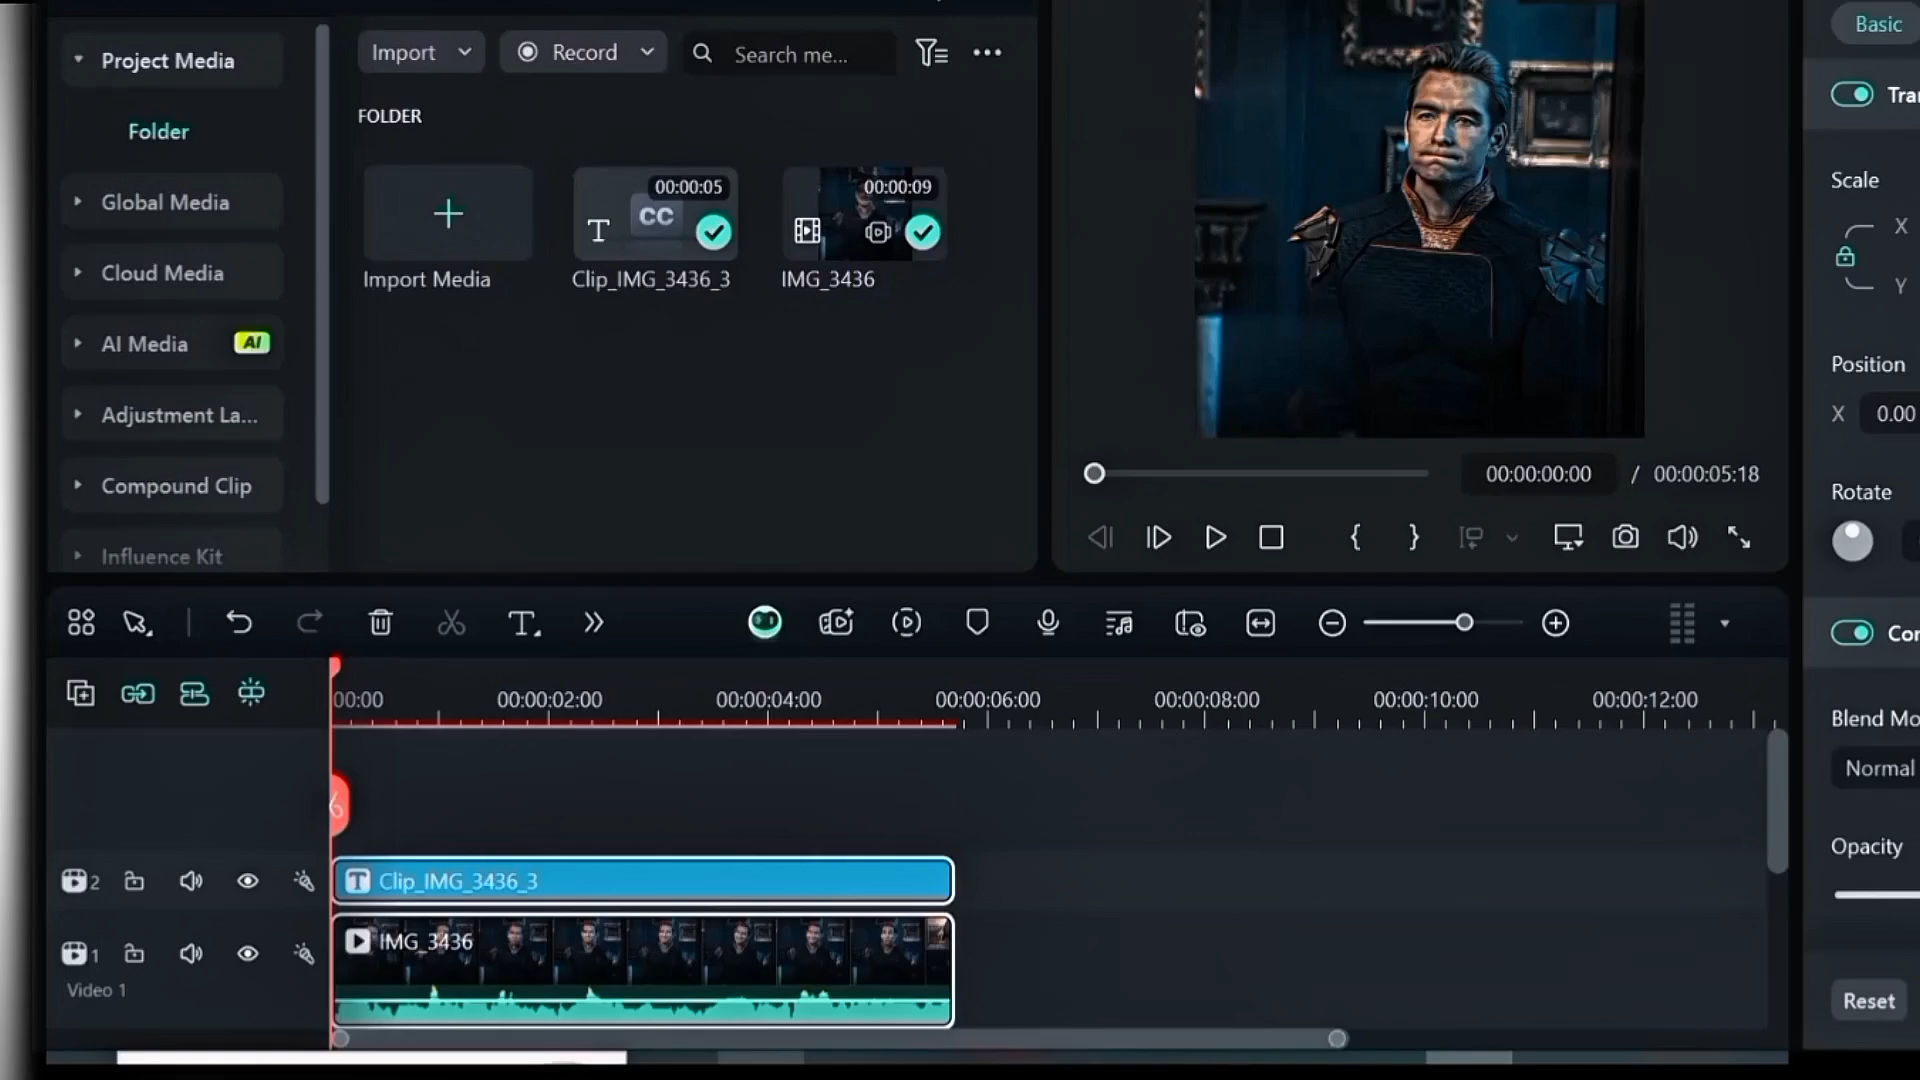 Project Media
Folder
Global Media
Cloud Media
AI Media AI
Adjustment La...
Compound Clip
Influence Kit
Import
Record
Search me...
FOLDER
Import Media
00:00:05
T CC
Clip_IMG_3436_3
00:00:09
IMG_3436
00:00:00:00 / 00:00:05:18
{ }
Basic
Tra
Scale
X
Y
Position
X 0.00
Rotate
Blend Mo
Normal
Opacity
Reset
T
00:00 00:00:02:00 00:00:04:00 00:00:06:00 00:00:08:00 00:00:10:00 00:00:12:00
2 T Clip_IMG_3436_3
1 IMG_3436
Video 1